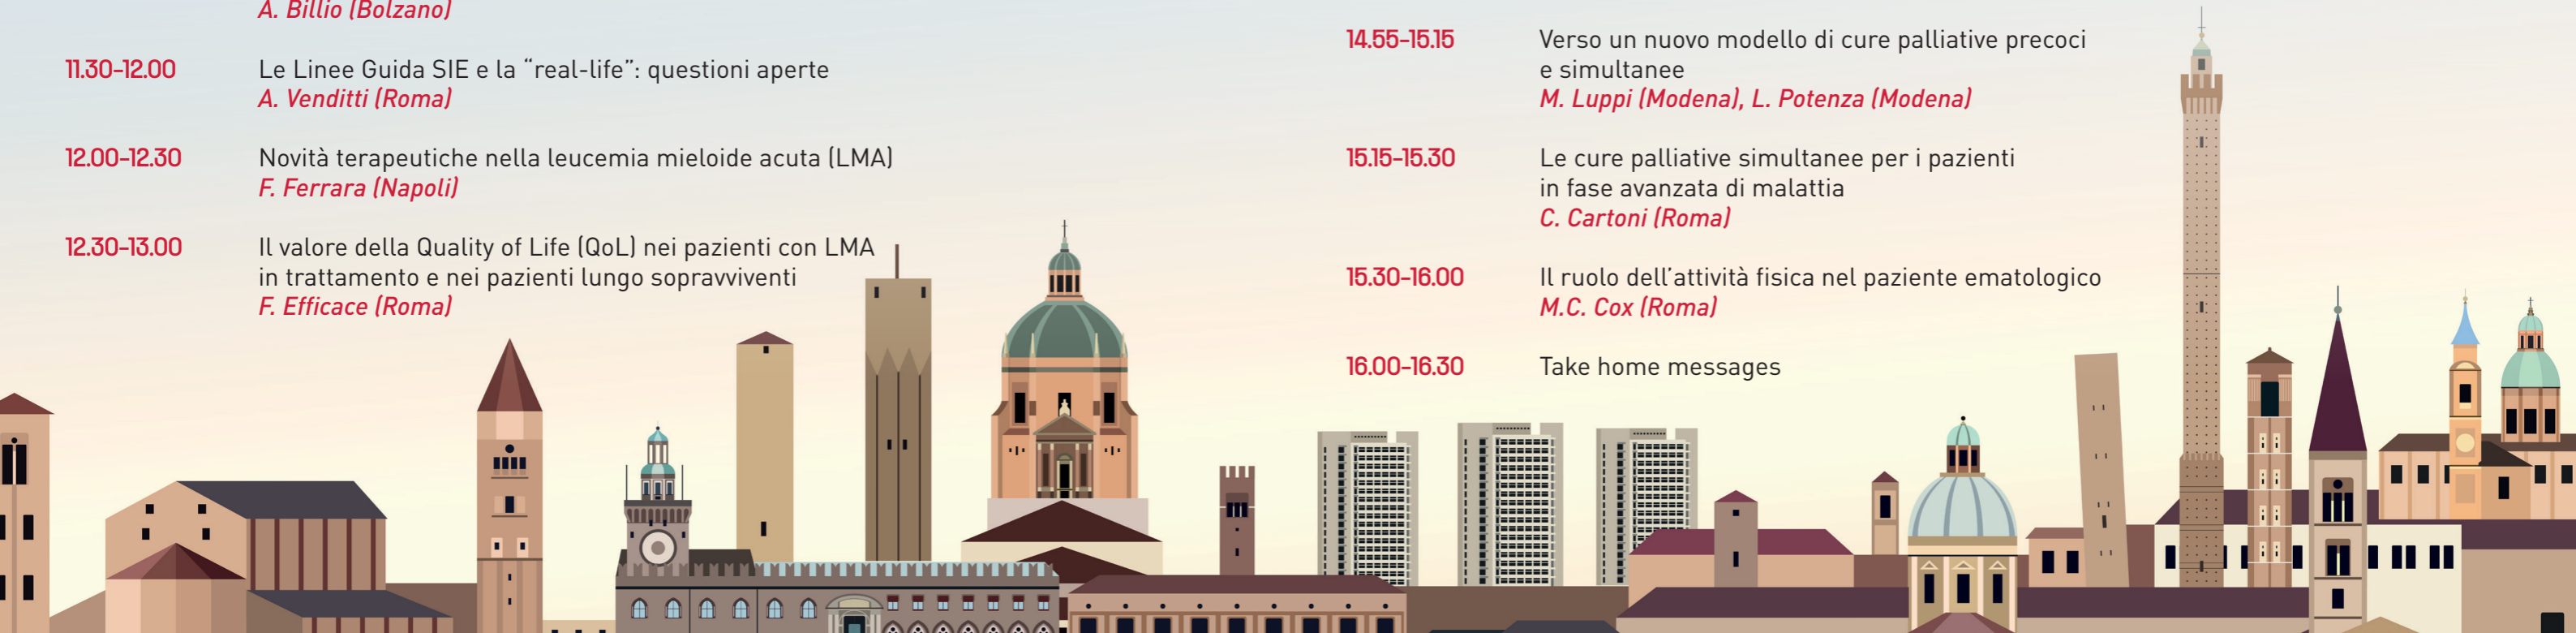 A. Billio (Bolzano)
11.30-12.00 Le Linee Guida SIE e la “real-life”: questioni aperte
A. Venditti (Roma)
12.00-12.30 Novità terapeutiche nella leucemia mieloide acuta (LMA)
F. Ferrara (Napoli)
12.30-13.00 Il valore della Quality of Life (QoL) nei pazienti con LMA
in trattamento e nei pazienti lungo sopravviventi
F. Efficace (Roma)
14.55-15.15 Verso un nuovo modello di cure palliative precoci
e simultanee
M. Luppi (Modena), L. Potenza (Modena)
15.15-15.30 Le cure palliative simultanee per i pazienti
in fase avanzata di malattia
C. Cartoni (Roma)
15.30-16.00 Il ruolo dell’attività fisica nel paziente ematologico
M.C. Cox (Roma)
16.00-16.30 Take home messages